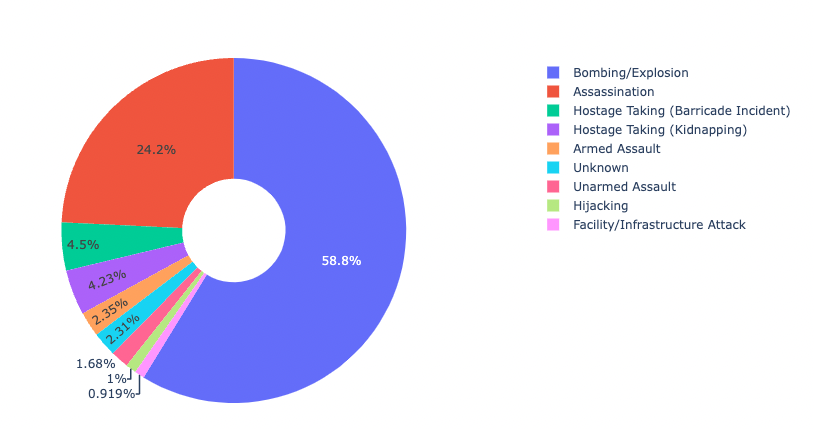 24.2%
58.8%
4.5%
4.23%
2.35%
2.31%
1.68%
1%
0.919%
Bombing/Explosion
Assassination
Hostage Taking (Barricade Incident)
Hostage Taking (Kidnapping)
Armed Assault
Unknown
Unarmed Assault
Hijacking
Facility/Infrastructure Attack